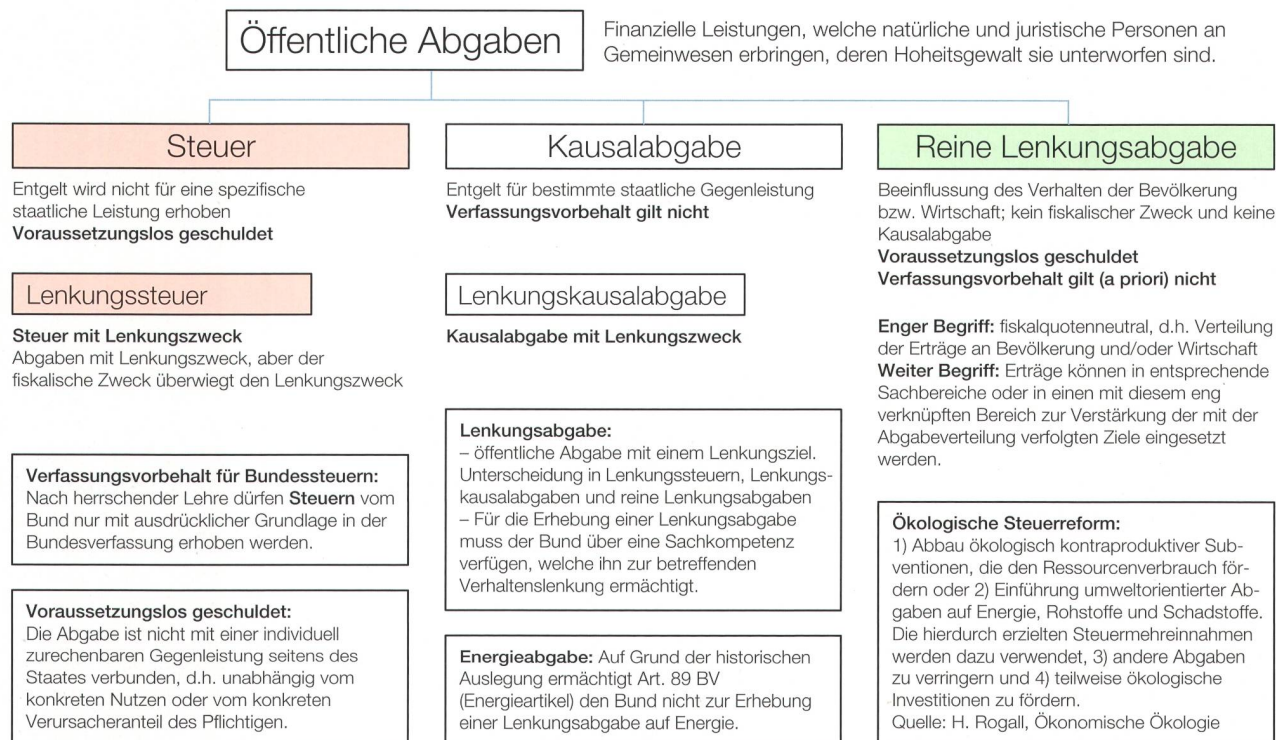 Öffentliche Abgaben
Finanzielle Leistungen, welche natürliche und juristische Personen an
Gemeinwesen erbringen, deren Hoheitsgewalt sie unterworfen sind.
Steuer
Entgelt wird nicht für eine spezifische
staatliche Leistung erhoben
Voraussetzungslos geschuldet
Lenkungssteuer
Steuer mit Lenkungszweck
Abgaben mit Lenkungszweck, aber der
fiskalische Zweck überwiegt den Lenkungszweck
Verfassungsvorbehalt für Bundessteuern:
Nach herrschender Lehre dürfen Steuern vom
Bund nur mit ausdrücklicher Grundlage in der
Bundesverfassung erhoben werden.
Voraussetzungslos geschuldet:
Die Abgabe ist nicht mit einer individuell
zurechenbaren Gegenleistung seitens des
Staates verbunden, d.h. unabhängig vom
konkreten Nutzen oder vom konkreten
Verursacheranteil des Pflichtigen.
Kausalabgabe
Entgelt für bestimmte staatliche Gegenleistung
Verfassungsvorbehalt gilt nicht
Lenkungskausalabgabe
Kausalabgabe mit Lenkungszweck
Lenkungsabgabe:
– öffentliche Abgabe mit einem Lenkungsziel.
Unterscheidung in Lenkungssteuern, Lenkungs-
kausalabgaben und reine Lenkungsabgaben
– Für die Erhebung einer Lenkungsabgabe
muss der Bund über eine Sachkompetenz
verfügen, welche ihn zur betreffenden
Verhaltenslenkung ermächtigt.
Energieabgabe: Auf Grund der historischen
Auslegung ermächtigt Art. 89 BV
(Energieartikel) den Bund nicht zur Erhebung
einer Lenkungsabgabe auf Energie.
Reine Lenkungsabgabe
Beeinflussung des Verhalten der Bevölkerung
bzw. Wirtschaft; kein fiskalischer Zweck und keine
Kausalabgabe
Voraussetzungslos geschuldet
Verfassungsvorbehalt gilt (a priori) nicht
Enger Begriff: fiskalquotenneutral, d.h. Verteilung
der Erträge an Bevölkerung und/oder Wirtschaft
Weiter Begriff: Erträge können in entsprechende
Sachbereiche oder in einen mit diesem eng
verknüpften Bereich zur Verstärkung der mit der
Abgabeverteilung verfolgten Ziele eingesetzt
werden.
Ökologische Steuerreform:
1) Abbau ökologisch kontraproduktiver Sub-
ventionen, die den Ressourcenverbrauch för-
dern oder 2) Einführung umweltorientierter Ab-
gaben auf Energie, Rohstoffe und Schadstoffe.
Die hierdurch erzielten Steuermehreinnahmen
werden dazu verwendet, 3) andere Abgaben
zu verringern und 4) teilweise ökologische
Investitionen zu fördern.
Quelle: H. Rogall, Ökonomische Ökologie